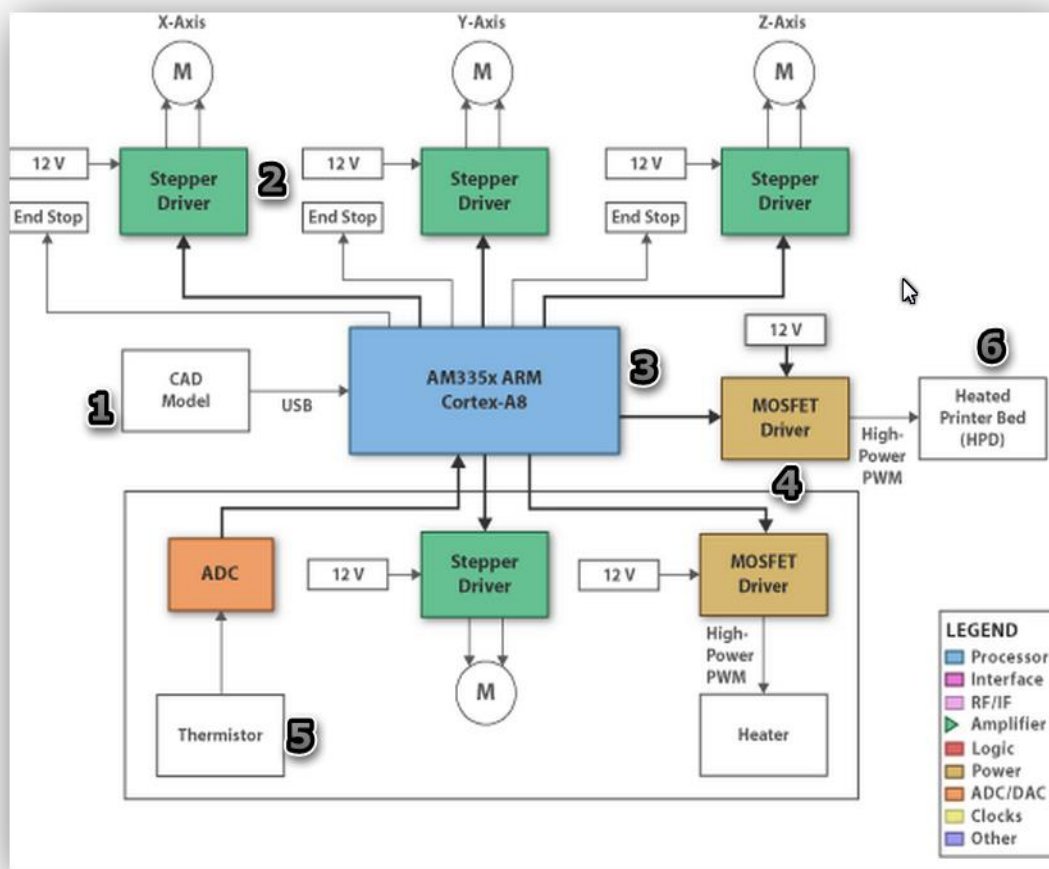 X-Axis
Y-Axis
Z-Axis
M
M
M
12 V
Stepper
Driver
2
12 V
Stepper
Driver
12 V
Stepper
Driver
End Stop
End Stop
End Stop
12 V
1
CAD
Model
USB
AM335x ARM
Cortex-A8
3
MOSFET
Driver
4
High-
Power
PWM
6
Heated
Printer Bed
(HPD)
ADC
12 V
Stepper
Driver
12 V
MOSFET
Driver
High-
Power
PWM
Thermistor
5
M
Heater
LEGEND
Processor
Interface
RF/IF
Amplifier
Logic
Power
ADC/DAC
Clocks
Other